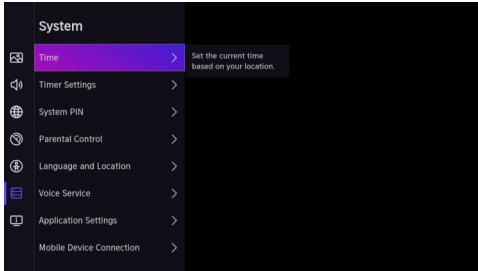 System
Time
Set the current time
based on your location.
Timer Settings
System PIN
Parental Control
Language and Location
Voice Service
Application Settings
Mobile Device Connection